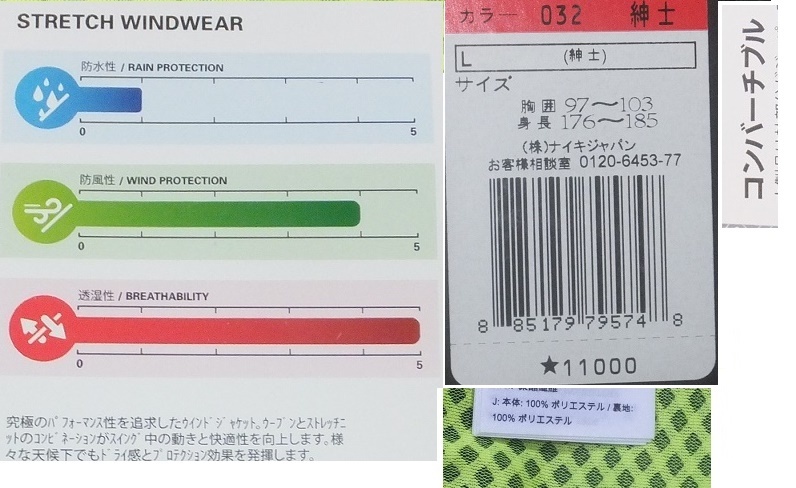 STRETCH WINDWEAR
防水性 / RAIN PROTECTION
0 5
防風性 / WIND PROTECTION
0 5
透湿性 / BREATHABILITY
0 5
究極のパフォーマンス性を追求したウインドジャケット。ウーブンとストレッチニ
ットのコンビネーションがスイング中の動きと快適性を向上します。様
々な天候下でもドライ感とプロテクション効果を発揮します。
カラー 032 紳士
L (紳士)
サイズ
胸囲 97〜103
身長 176〜185
(株)ナイキジャパン
お客様相談室 0120-6453-77
8 85179 79574 8
★11000
コンバーチブル
J: 本体: 100% ポリエステル / 裏地:
100% ポリエステル